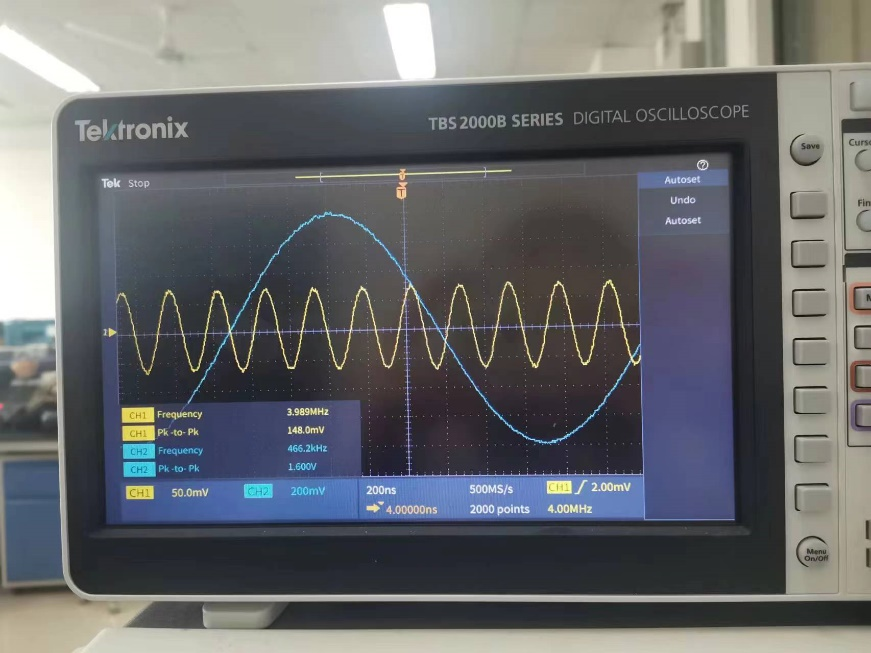 Tektronix
TBS 2000B SERIES DIGITAL OSCILLOSCOPE
Save
Tek Stop
T
Autoset
Undo
Autoset
CH1 Frequency 3.989MHz
CH1 Pk-to-Pk 148.0mV
CH2 Frequency 466.2kHz
CH2 Pk-to-Pk 1.600V
CH1 50.0mV CH2 200mV 200ns 500MS/s CH1 2.00mV
4.00000ns 2000 points 4.00MHz
Menu
On/Off